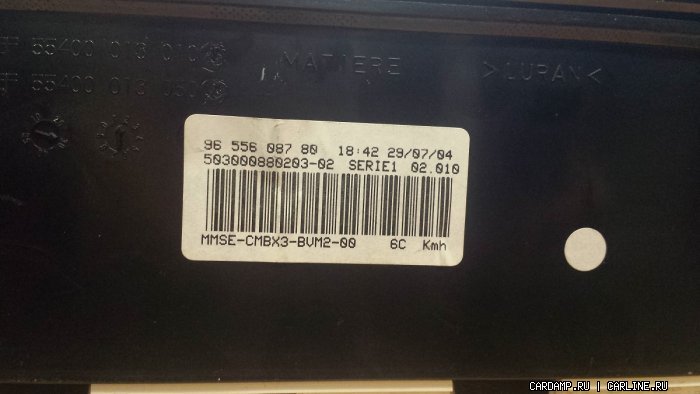 MATIERE >LURAN<
96 556 087 80 18:42 29/07/04
503000880203-02 SERIE1 02.010
MMSE-CMBX3-BVM2-00 6C Kmh
CARDAMP.RU | CARLINE.RU